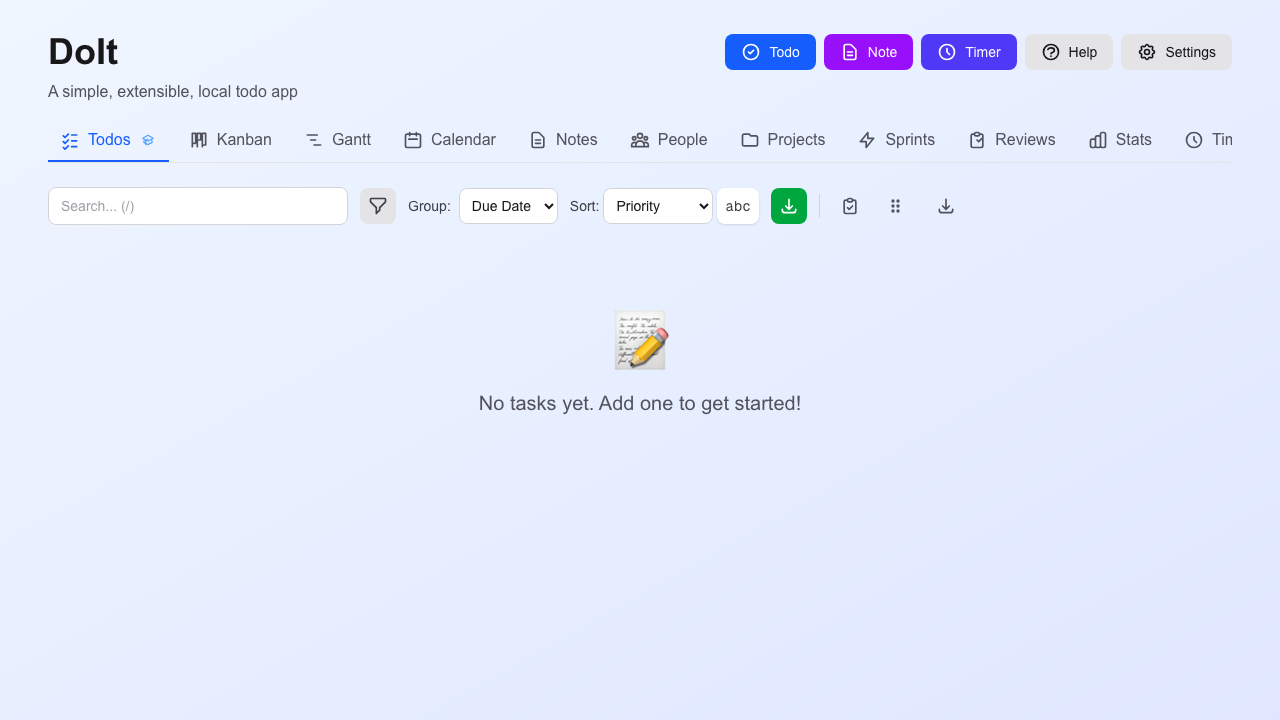 DoIt
Todo
Note
Timer
Help
Settings
A simple, extensible, local todo app
Todos
Kanban
Gantt
Calendar
Notes
People
Projects
Sprints
Reviews
Stats
Search... (/)
Group:
Due Date
Sort:
Priority
abc
No tasks yet. Add one to get started!